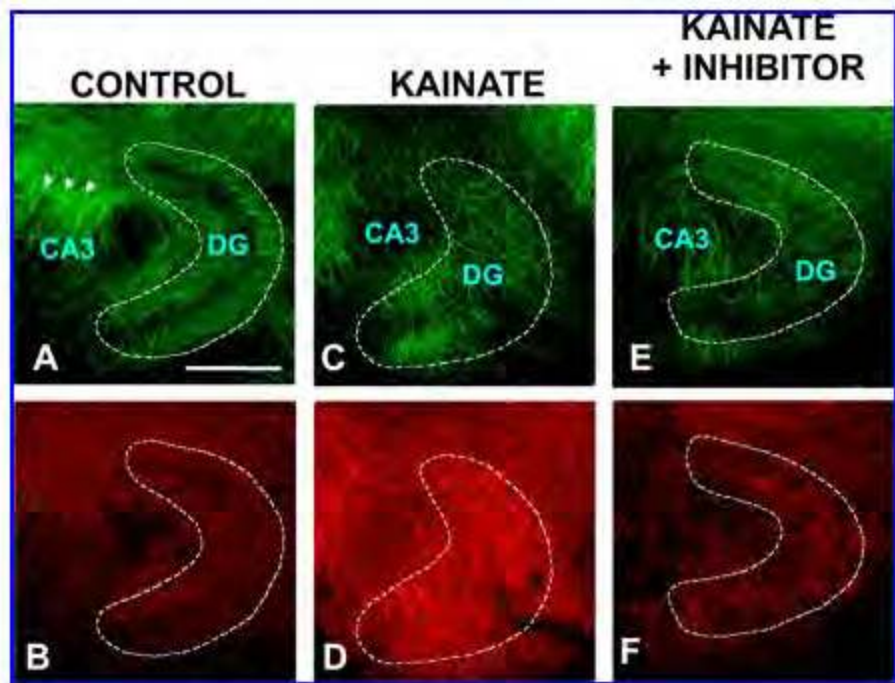 CONTROL
KAINATE
KAINATE
+ INHIBITOR
CA3
DG
A
CA3
DG
C
CA3
DG
E
B
D
F